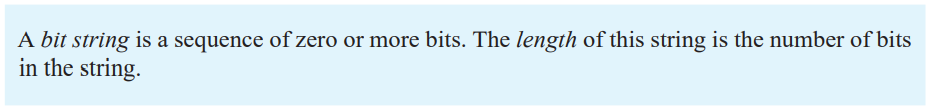 A bit string is a sequence of zero or more bits. The length of this string is the number of bits
in the string.